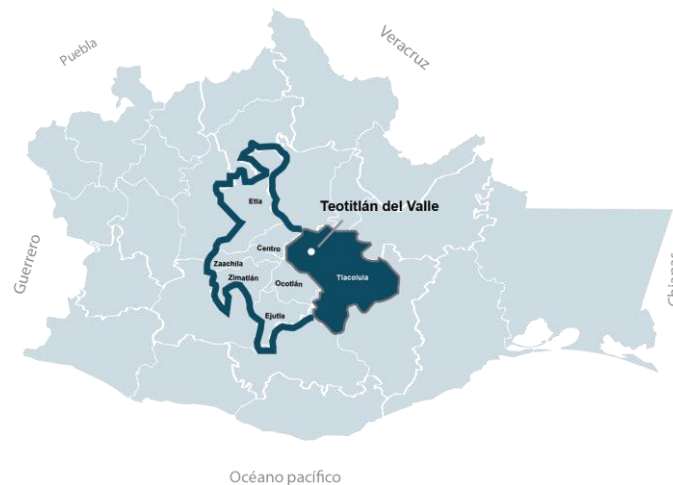 Puebla
Veracruz
Etla
Teotitlán del Valle
Guerrero
Centro
Zaachila
Zimatlán
Ocotlán
Tlacolula
Ejutla
Océano pacífico